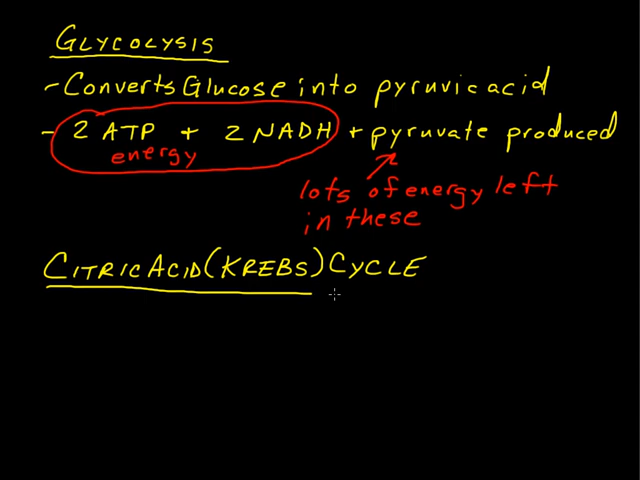 GLYCOLYSIS
- Converts Glucose into pyruvic acid
- 2 ATP + 2 NADH + pyruvate produced
energy
lots of energy left
in these
CITRIC ACID (KREBS) CYCLE